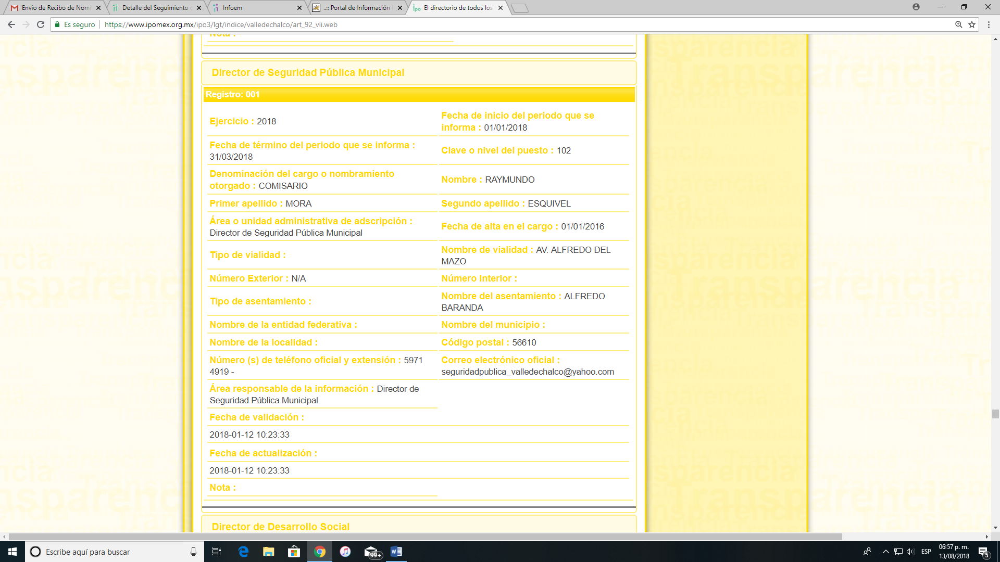 Envio de Recibo de Nom
Detalle del Seguimiento
Infoem
..:: Portal de Información
El directorio de todos los
Es seguro
https://www.ipomex.org.mx/ipo3/lgt/indice/valledechalco/art_92_vii.web
Nota :
Director de Seguridad Pública Municipal
Registro: 001
Ejercicio : 2018
Fecha de inicio del periodo que se
informa : 01/01/2018
Fecha de término del periodo que se informa :
31/03/2018
Clave o nivel del puesto : 102
Denominación del cargo o nombramiento
otorgado : COMISARIO
Nombre : RAYMUNDO
Primer apellido : MORA
Segundo apellido : ESQUIVEL
Área o unidad administrativa de adscripción :
Director de Seguridad Pública Municipal
Fecha de alta en el cargo : 01/01/2016
Tipo de vialidad :
Nombre de vialidad : AV. ALFREDO DEL
MAZO
Número Exterior : N/A
Número Interior :
Tipo de asentamiento :
Nombre del asentamiento : ALFREDO
BARANDA
Nombre de la entidad federativa :
Nombre del municipio :
Nombre de la localidad :
Código postal : 56610
Número (s) de teléfono oficial y extensión : 5971
4919 -
Correo electrónico oficial :
seguridadpublica_valledechalco@yahoo.com
Área responsable de la información : Director de
Seguridad Pública Municipal
Fecha de validación :
2018-01-12 10:23:33
Fecha de actualización :
2018-01-12 10:23:33
Nota :
Director de Desarrollo Social
Escribe aquí para buscar
99+
ESP
06:57 p. m.
13/08/2018
5